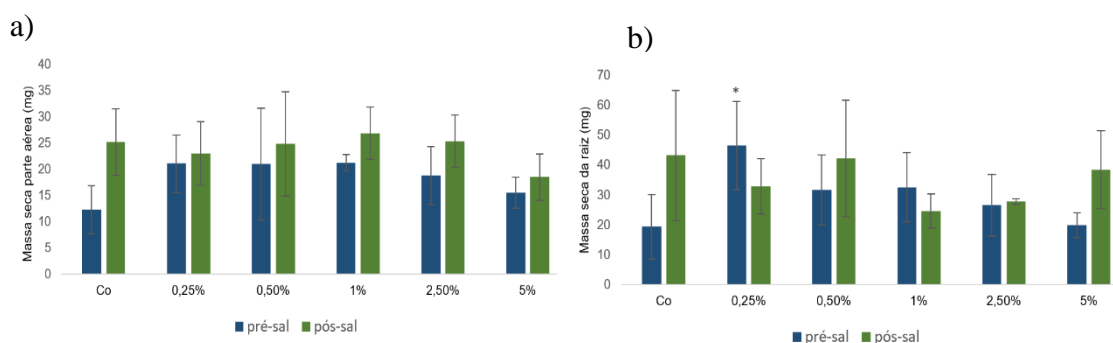 a)
Massa seca parte aérea (mg)
40
35
30
25
20
15
10
5
0
Co 0,25% 0,50% 1% 2,50% 5%
pré-sal pós-sal
b)
Massa seca da raiz (mg)
70
60
50
40
30
20
10
0
*
Co 0,25% 0,50% 1% 2,50% 5%
pré-sal pós-sal